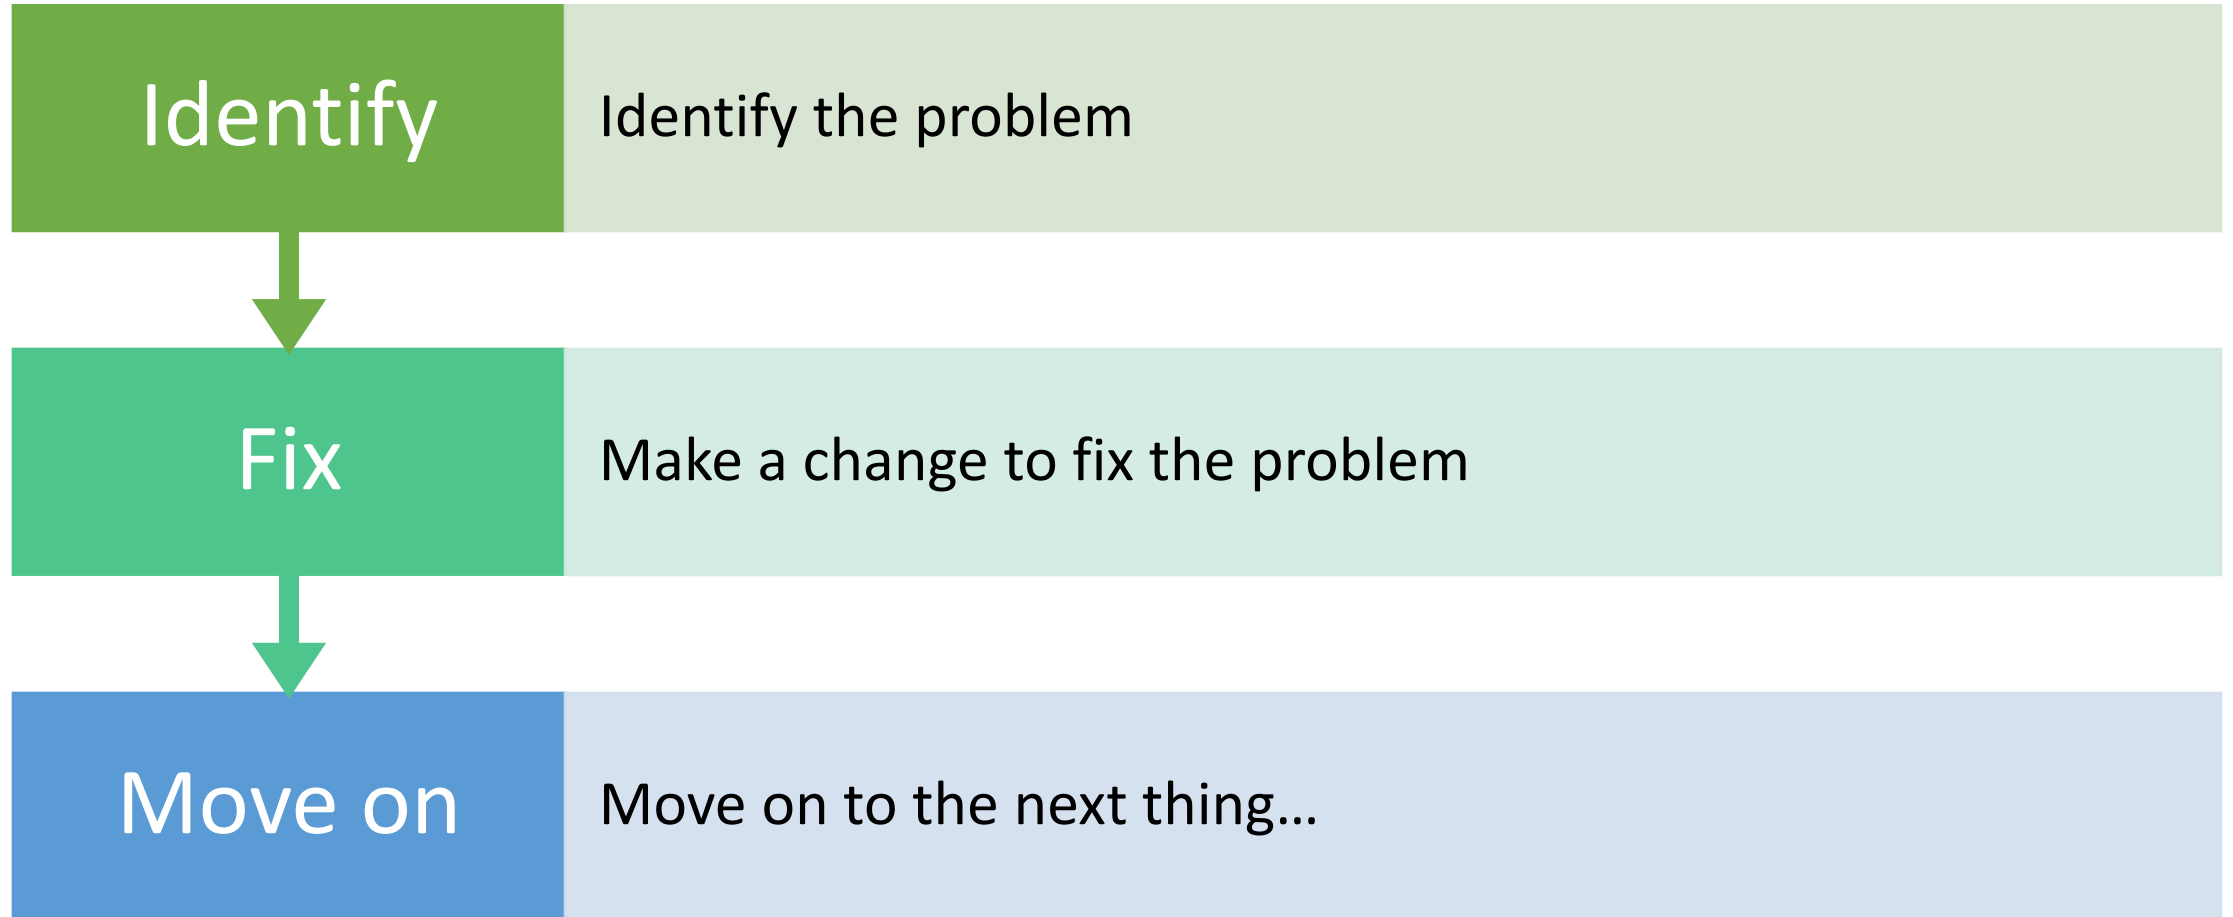 Identify
Identify the problem
Fix
Make a change to fix the problem
Move on
Move on to the next thing...